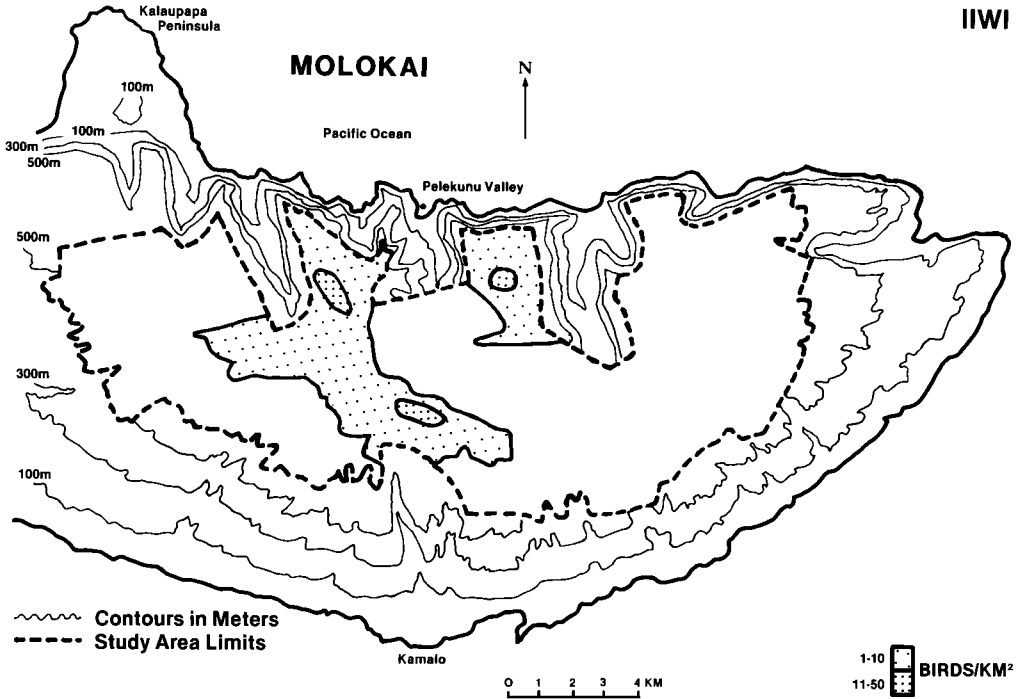 Kalaupapa
Peninsula
IIWI
MOLOKAI
N
100m
Pacific Ocean
100m
300m
500m
Pelekunu Valley
500m
300m
100m
Contours in Meters
Study Area Limits
Kamalo
0 1 2 3 4 KM
1-10
11-50
BIRDS/KM²